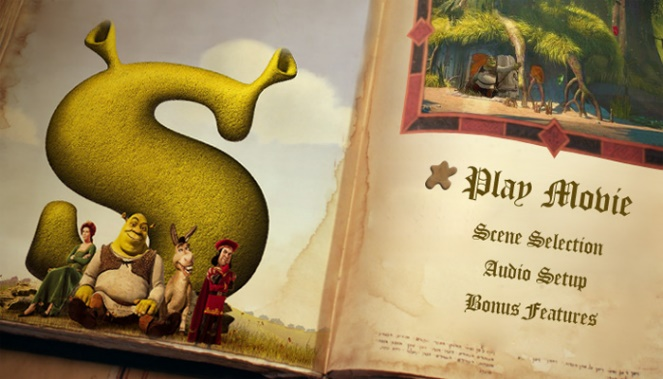 S
Play Movie
Scene Selection
Audio Setup
Bonus Features